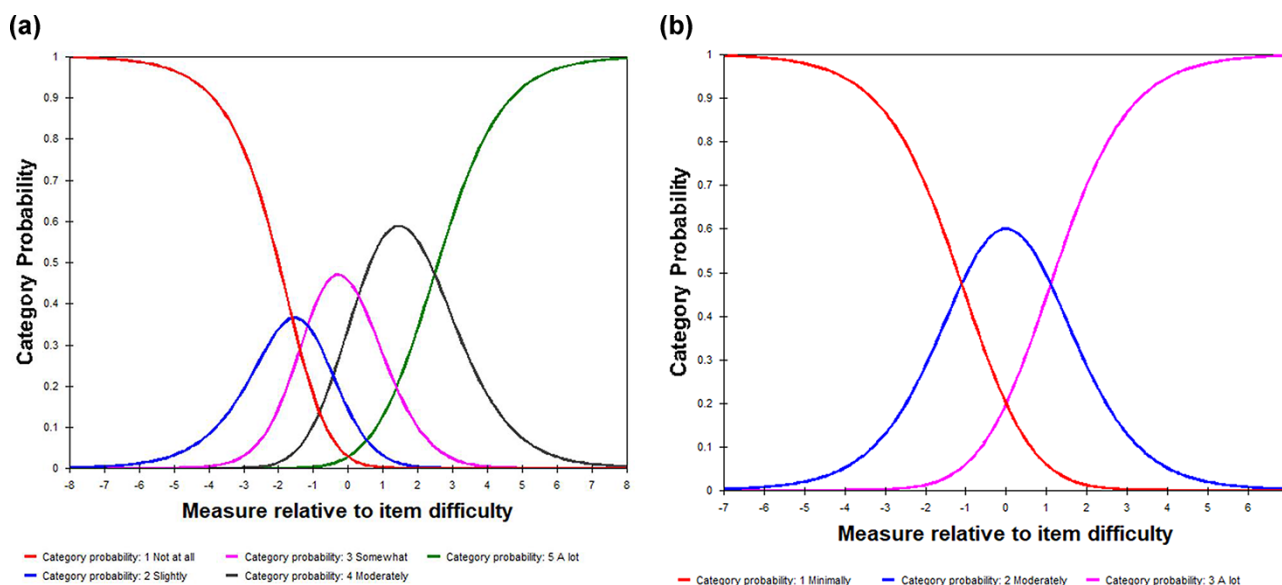 (a)
1
0.9
0.8
0.7
0.6
0.5
0.4
0.3
0.2
0.1
0
Category Probability
-8 -7 -6 -5 -4 -3 -2 -1 0 1 2 3 4 5 6 7 8
Measure relative to item difficulty
Category probability: 1 Not at all Category probability: 3 Somewhat Category probability: 5 A lot
Category probability: 2 Slightly Category probability: 4 Moderately
(b)
1
0.9
0.8
0.7
0.6
0.5
0.4
0.3
0.2
0.1
0
Category Probability
-7 -6 -5 -4 -3 -2 -1 0 1 2 3 4 5 6
Measure relative to item difficulty
Category probability: 1 Minimally Category probability: 2 Moderately Category probability: 3 A lot